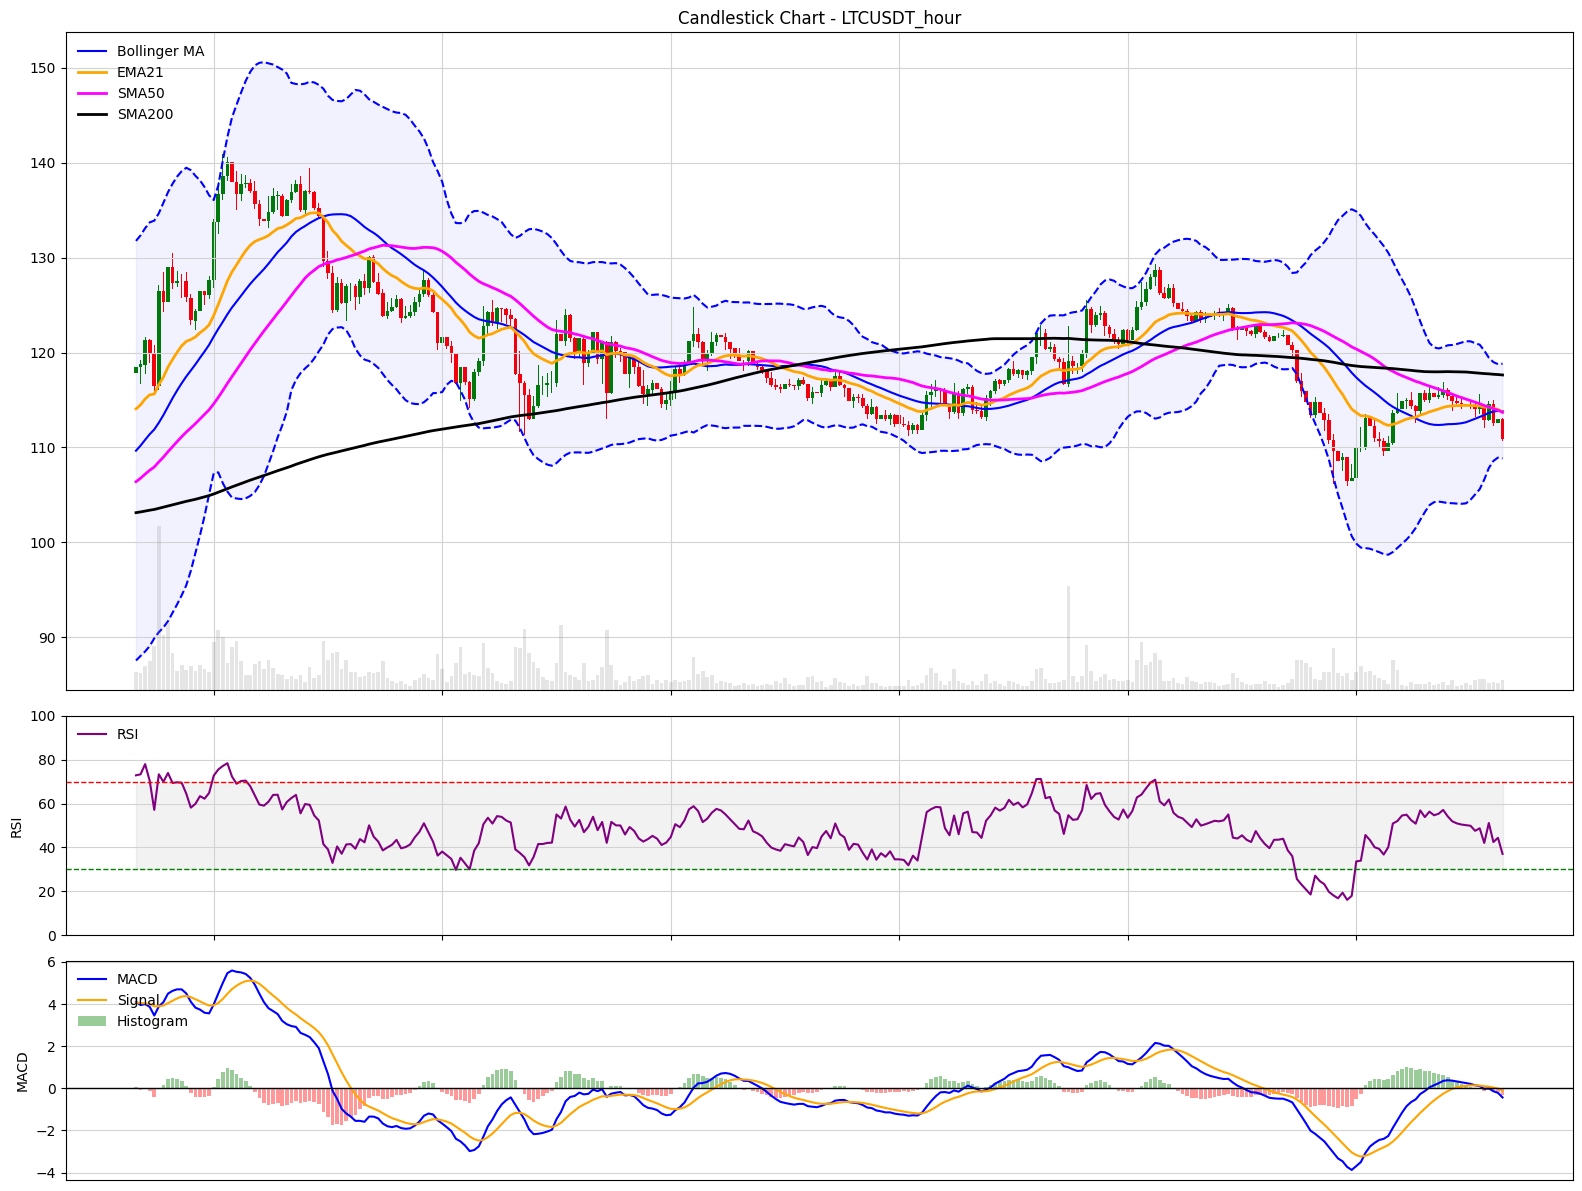 Candlestick Chart - LTCUSDT_hour
Bollinger MA
EMA21
SMA50
SMA200
150
140
130
120
110
100
90
RSI
100
80
60
40
20
0
RSI
MACD
Signal
Histogram
6
4
2
0
−2
−4
MACD